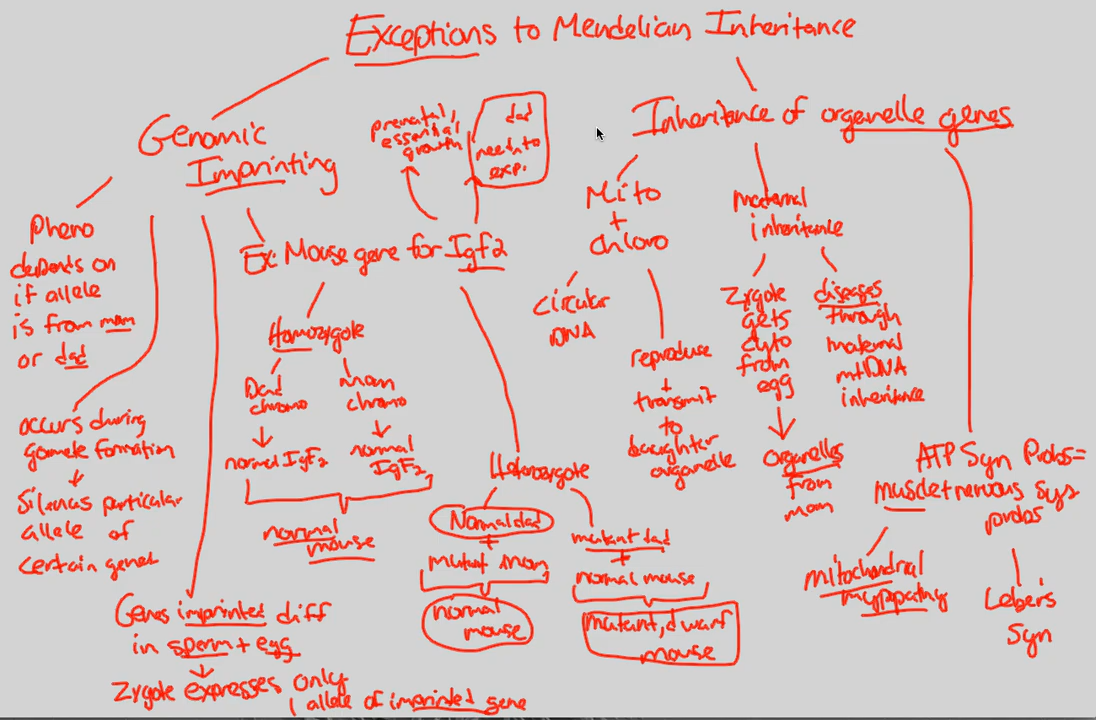 Exceptions to Mendelian Inheritance
Genomic
Imprinting
Pheno
depends on
if allele
is from mom
or dad
occurs during
gamete formation
↓
Silences particular
allele of
certain genes
Genes imprinted diff
in sperm + egg
↓
Zygote expresses only
1 allele of imprinted gene
Ex: Mouse gene for Igf2
prenatal,
essential
growth
dad
needs to
exp.
Homozygote
Dad
chromo
↓
normal IgF2
mom
chromo
↓
normal
IgF2
normal
mouse
Heterozygote
Normal dad
+
mutant mom
normal
mouse
mutant dad
+
normal mouse
mutant, dwarf
mouse
Inheritance of organelle genes
Mito
+
chloro
circular
DNA
reproduce
+
transmit
to
daughter
organelle
maternal
inheritance
Zygote
gets
cyto
from
egg
↓
organelles
from
mom
diseases
through
maternal
mtDNA
inheritance
ATP Syn Probs=
muscle+nervous sys
probs
mitochondrial
myopathy
Leber's
Syn